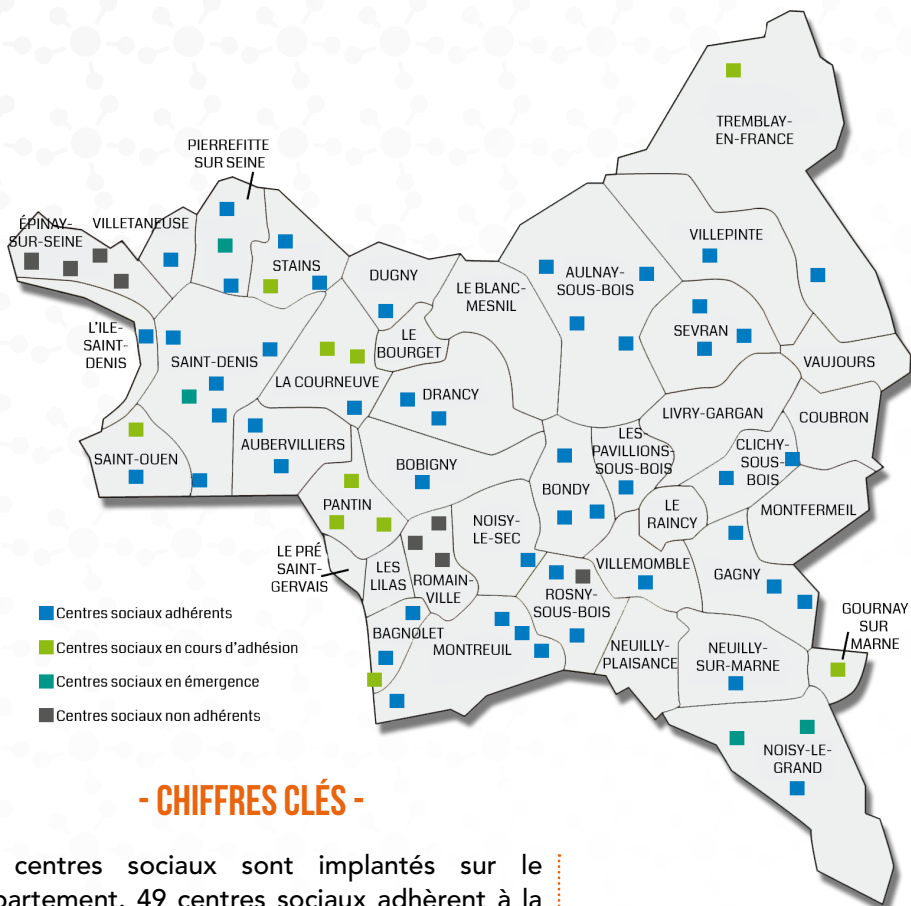 TREMBLAY-
EN-FRANCE
PIERREFITTE
SUR SEINE
ÉPINAY-
SUR-SEINE
VILLETANEUSE
STAINS
VILLEPINTE
DUGNY
LE BLANC-
MESNIL
AULNAY-
SOUS-BOIS
L'ILE-
SAINT-
DENIS
SAINT-DENIS
LE
BOURGET
SEVRAN
VAUJOURS
LA COURNEUVE
DRANCY
LIVRY-GARGAN
COUBRON
SAINT-OUEN
AUBERVILLIERS
BOBIGNY
LES-
PAVILLIONS-
SOUS-BOIS
CLICHY-
SOUS-
BOIS
BONDY
PANTIN
NOISY-
LE-SEC
LE
RAINCY
MONTFERMEIL
LE PRÉ
SAINT-
GERVAIS
LES
LILAS
ROMAIN-
VILLE
ROSNY-
SOUS-BOIS
VILLEMOMBLE
GAGNY
GOURNAY
SUR
MARNE
BAGNOLET
MONTREUIL
NEUILLY-
PLAISANCE
NEUILLY-
SUR-MARNE
NOISY-LE-
GRAND
Centres sociaux adhérents
Centres sociaux en cours d'adhésion
Centres sociaux en émergence
Centres sociaux non adhérents
- CHIFFRES CLÉS -
centres sociaux sont implantés sur le
partement. 49 centres sociaux adhèrent à la